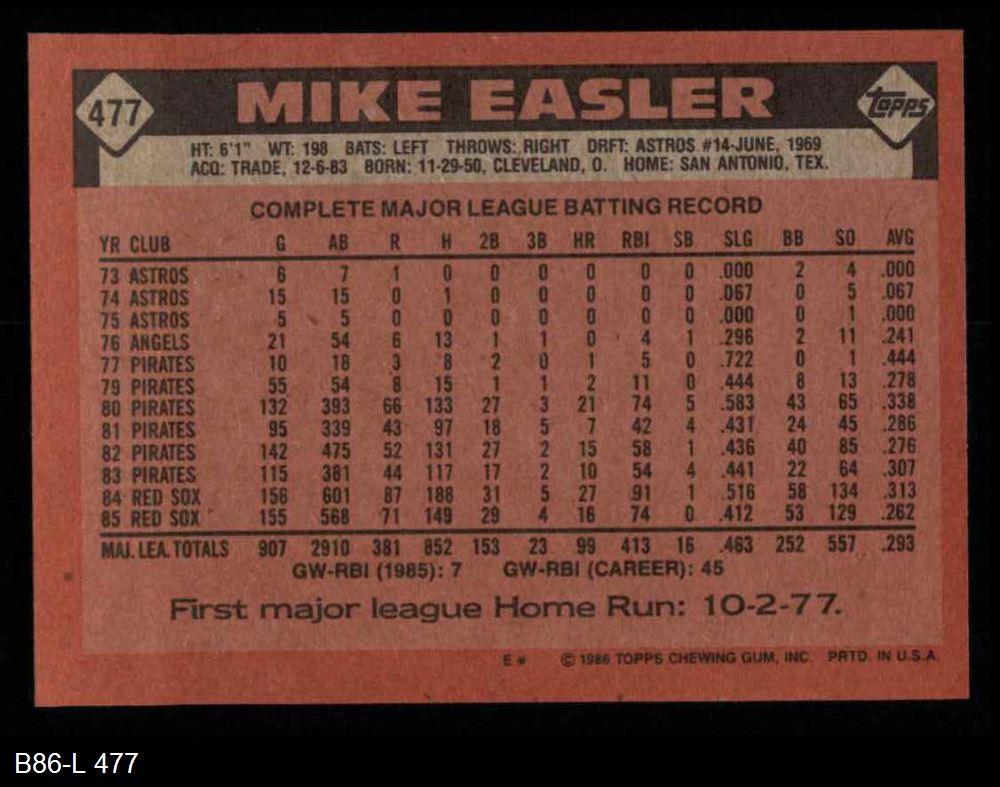 477 MIKE EASLER TOPPS
HT: 6'1" WT: 198 BATS: LEFT THROWS: RIGHT DRFT: ASTROS #14-JUNE, 1969
ACQ: TRADE, 12-6-83 BORN: 11-29-50, CLEVELAND, O. HOME: SAN ANTONIO, TEX.
COMPLETE MAJOR LEAGUE BATTING RECORD
YR CLUB G AB R H 2B 3B HR RBI SB SLG BB SO AVG
73 ASTROS 6 7 1 0 0 0 0 0 0 .000 2 4 .000
74 ASTROS 15 15 0 1 0 0 0 0 0 .067 0 5 .067
75 ASTROS 5 5 0 0 0 0 0 0 0 .000 0 1 .000
76 ANGELS 21 54 6 13 1 1 0 4 1 .296 2 11 .241
77 PIRATES 10 18 3 8 2 0 1 5 0 .722 0 1 .444
79 PIRATES 55 54 8 15 1 1 2 11 0 .444 8 13 .278
80 PIRATES 132 393 66 133 27 3 21 74 5 .583 43 65 .338
81 PIRATES 95 339 43 97 18 5 7 42 4 .431 24 45 .286
82 PIRATES 142 475 52 131 27 2 15 58 1 .436 40 85 .276
83 PIRATES 115 381 44 117 17 2 10 54 4 .441 22 64 .307
84 RED SOX 156 601 87 188 31 5 27 91 1 .516 58 134 .313
85 RED SOX 155 568 71 149 29 4 16 74 0 .412 53 129 .262
MAJ. LEA. TOTALS 907 2910 381 852 153 23 99 413 16 .463 252 557 .293
GW-RBI (1985): 7 GW-RBI (CAREER): 45
First major league Home Run: 10-2-77.
E* © 1986 TOPPS CHEWING GUM, INC. PRTD. IN U.S.A.
B86-L 477